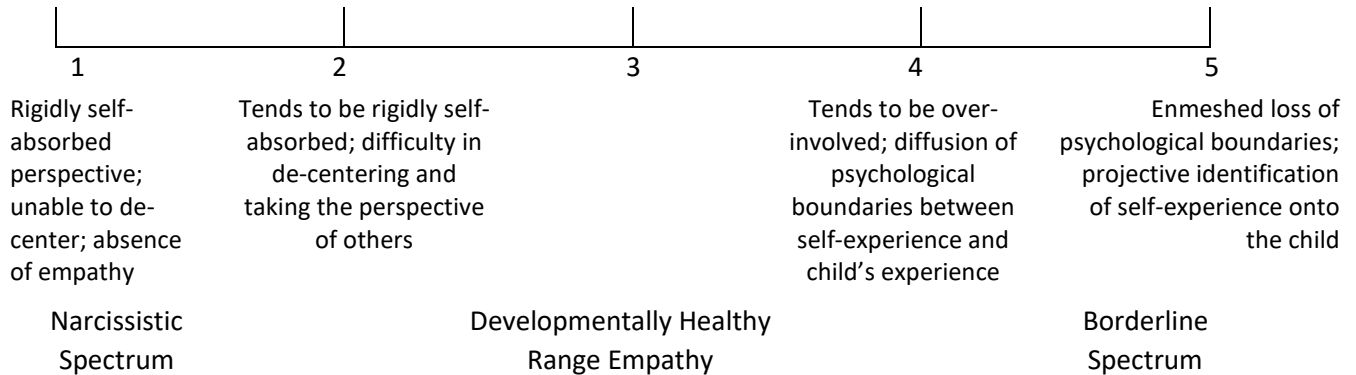 1
2
3
4
5
Rigidly self-
absorbed
perspective;
unable to de-
center; absence
of empathy
Tends to be rigidly self-
absorbed; difficulty in
de-centering and
taking the perspective
of others
Tends to be over-
involved; diffusion of
psychological
boundaries between
self-experience and
child’s experience
Enmeshed loss of
psychological boundaries;
projective identification
of self-experience onto
the child
Narcissistic
Spectrum
Developmentally Healthy
Range Empathy
Borderline
Spectrum